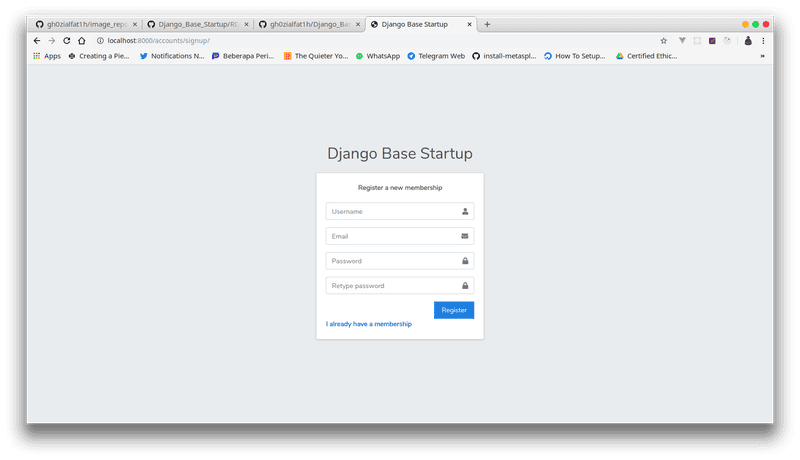 gh0zialfat1h/image_repo
Django_Base_Startup/RE
gh0zialfat1h/Django_Ba
Django Base Startup
localhost:8000/accounts/signup/
Apps
Creating a Pie...
Notifications N...
Beberapa Peri...
The Quieter Yo...
WhatsApp
Telegram Web
install-metaspl...
How To Setup...
Certified Ethic...
»
Django Base Startup
Register a new membership
Username
Email
Password
Retype password
Register
I already have a membership